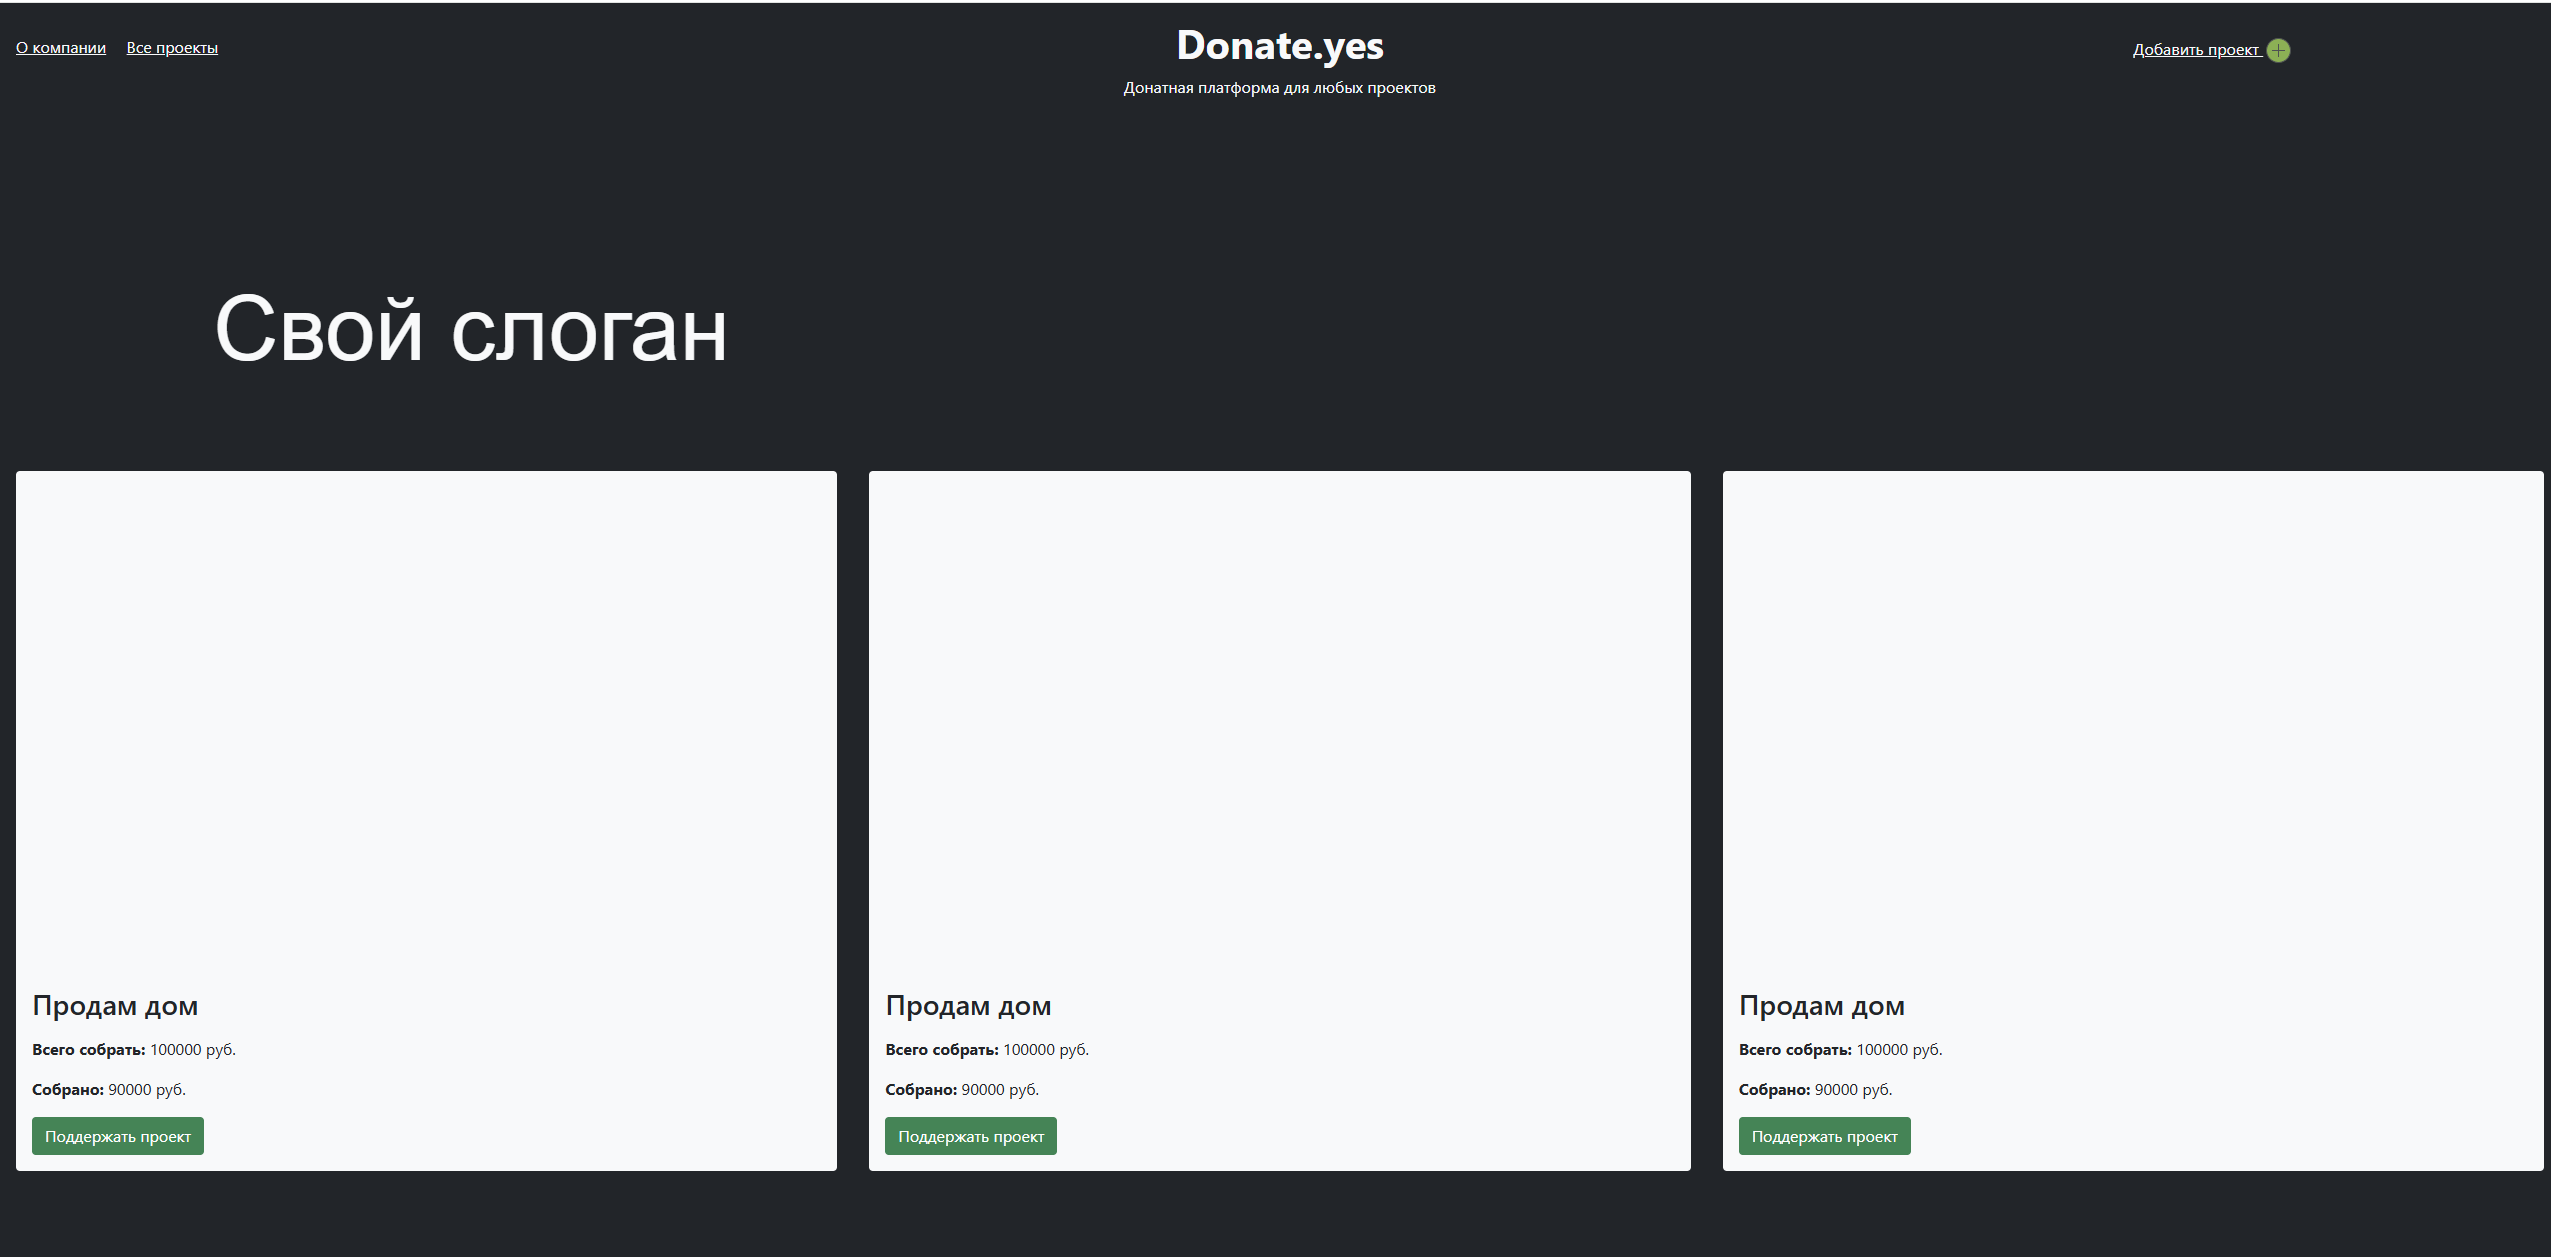 О компании Все проекты
Donate.yes
Добавить проект
Донатная платформа для любых проектов
Свой слоган
Продам дом
Всего собрать: 100000 руб.
Собрано: 90000 руб.
Поддержать проект
Продам дом
Всего собрать: 100000 руб.
Собрано: 90000 руб.
Поддержать проект
Продам дом
Всего собрать: 100000 руб.
Собрано: 90000 руб.
Поддержать проект